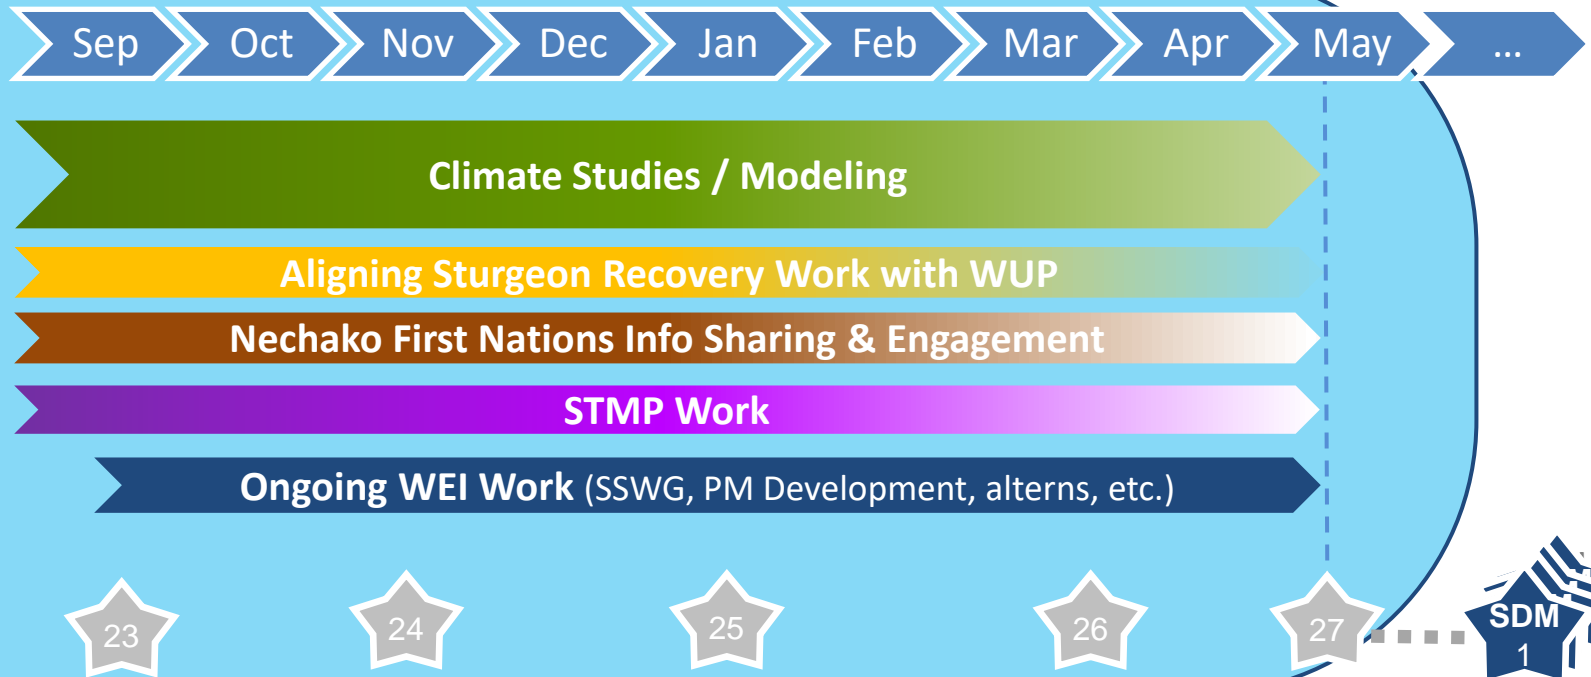 Sep Oct Nov Dec Jan Feb Mar Apr May ...
Climate Studies / Modeling
Aligning Sturgeon Recovery Work with WUP
Nechako First Nations Info Sharing & Engagement
STMP Work
Ongoing WEI Work (SSWG, PM Development, alterns, etc.)
23 24 25 26 27 SDM
1